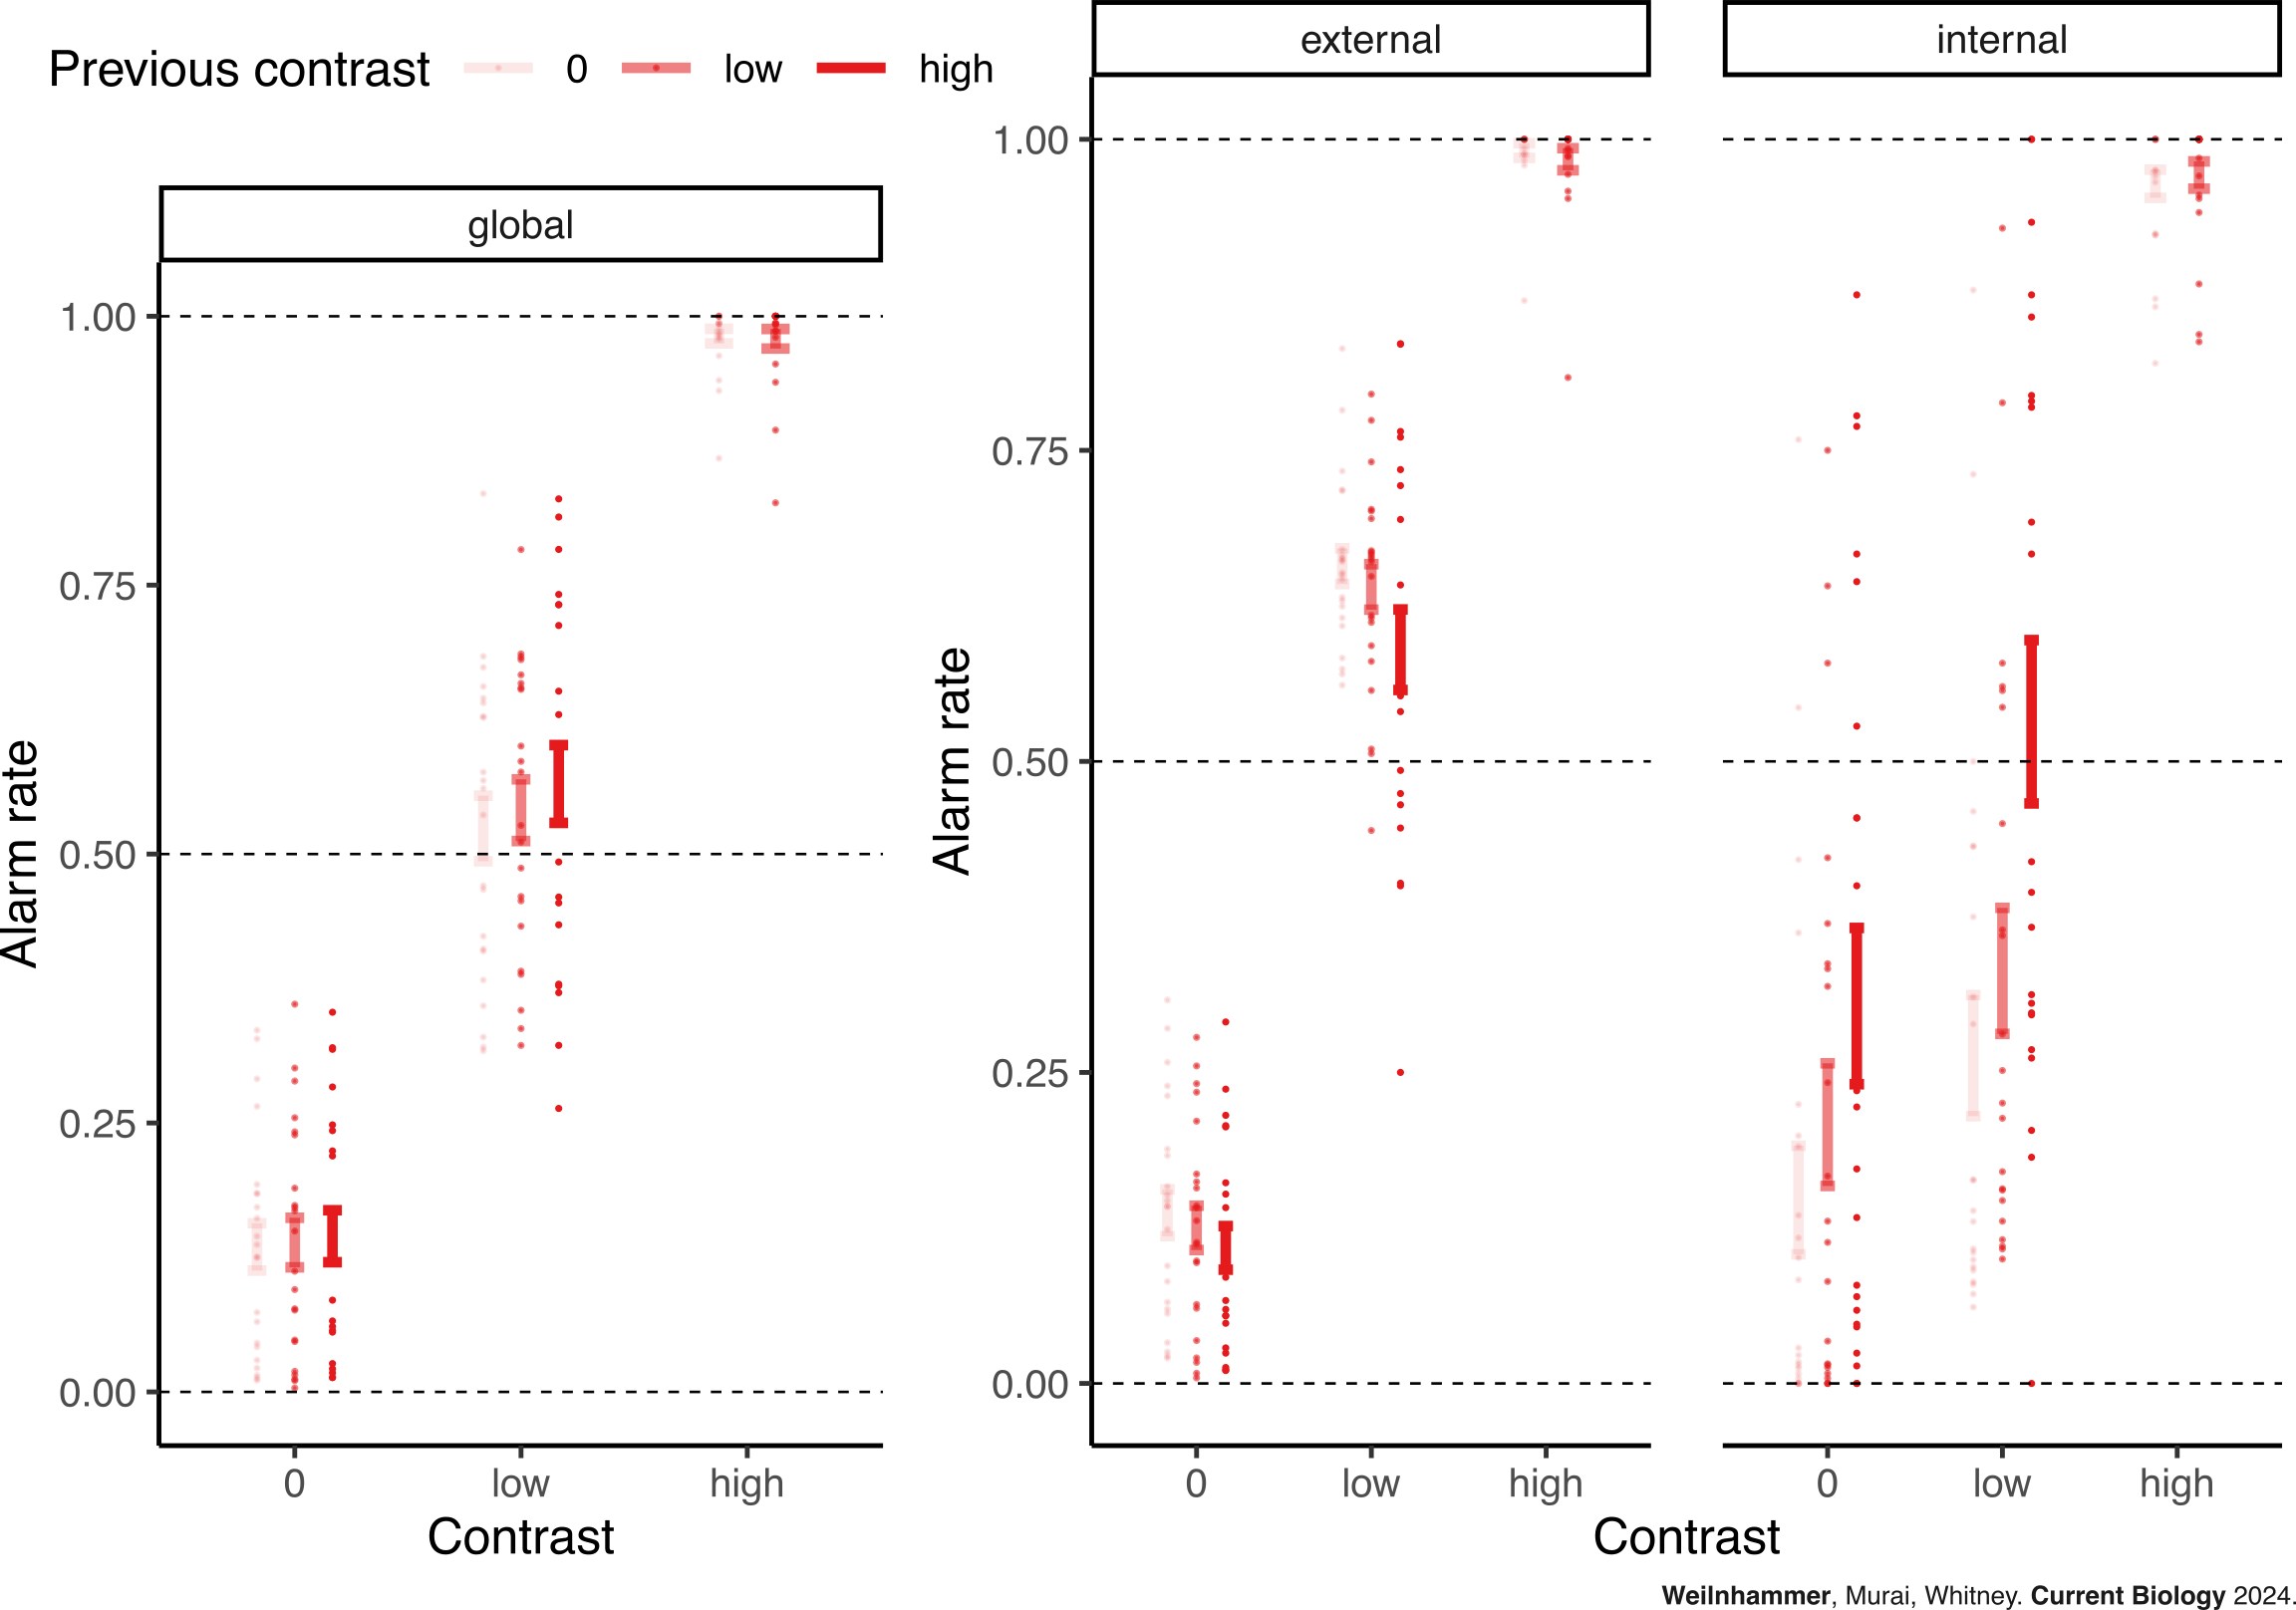 Previous contrast 0 low high
global
Alarm rate
1.00
0.75
0.50
0.25
0.00
0 low high
Contrast
external
internal
Alarm rate
1.00
0.75
0.50
0.25
0.00
0 low high
0 low high
Contrast
Weilnhammer, Murai, Whitney. Current Biology 2024.